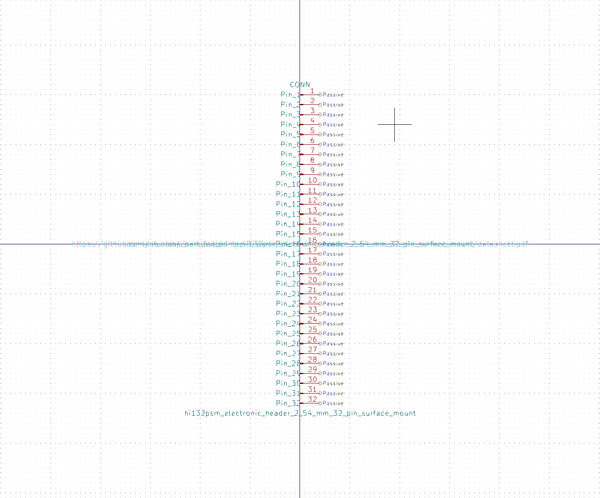 CONN
Pin_1 1 Passive
Pin_2 2 Passive
Pin_3 3 Passive
Pin_4 4 Passive
Pin_5 5 Passive
Pin_6 6 Passive
Pin_7 7 Passive
Pin_8 8 Passive
Pin_9 9 Passive
Pin_10 10 Passive
Pin_11 11 Passive
Pin_12 12 Passive
Pin_13 13 Passive
Pin_14 14 Passive
Pin_15 15 Passive
Pin_16 16 Passive
Pin_17 17 Passive
Pin_18 18 Passive
Pin_19 19 Passive
Pin_20 20 Passive
Pin_21 21 Passive
Pin_22 22 Passive
Pin_23 23 Passive
Pin_24 24 Passive
Pin_25 25 Passive
Pin_26 26 Passive
Pin_27 27 Passive
Pin_28 28 Passive
Pin_29 29 Passive
Pin_30 30 Passive
Pin_31 31 Passive
Pin_32 32 Passive
hi132psm_electronic_header_2_54_mm_32_pin_surface_mount